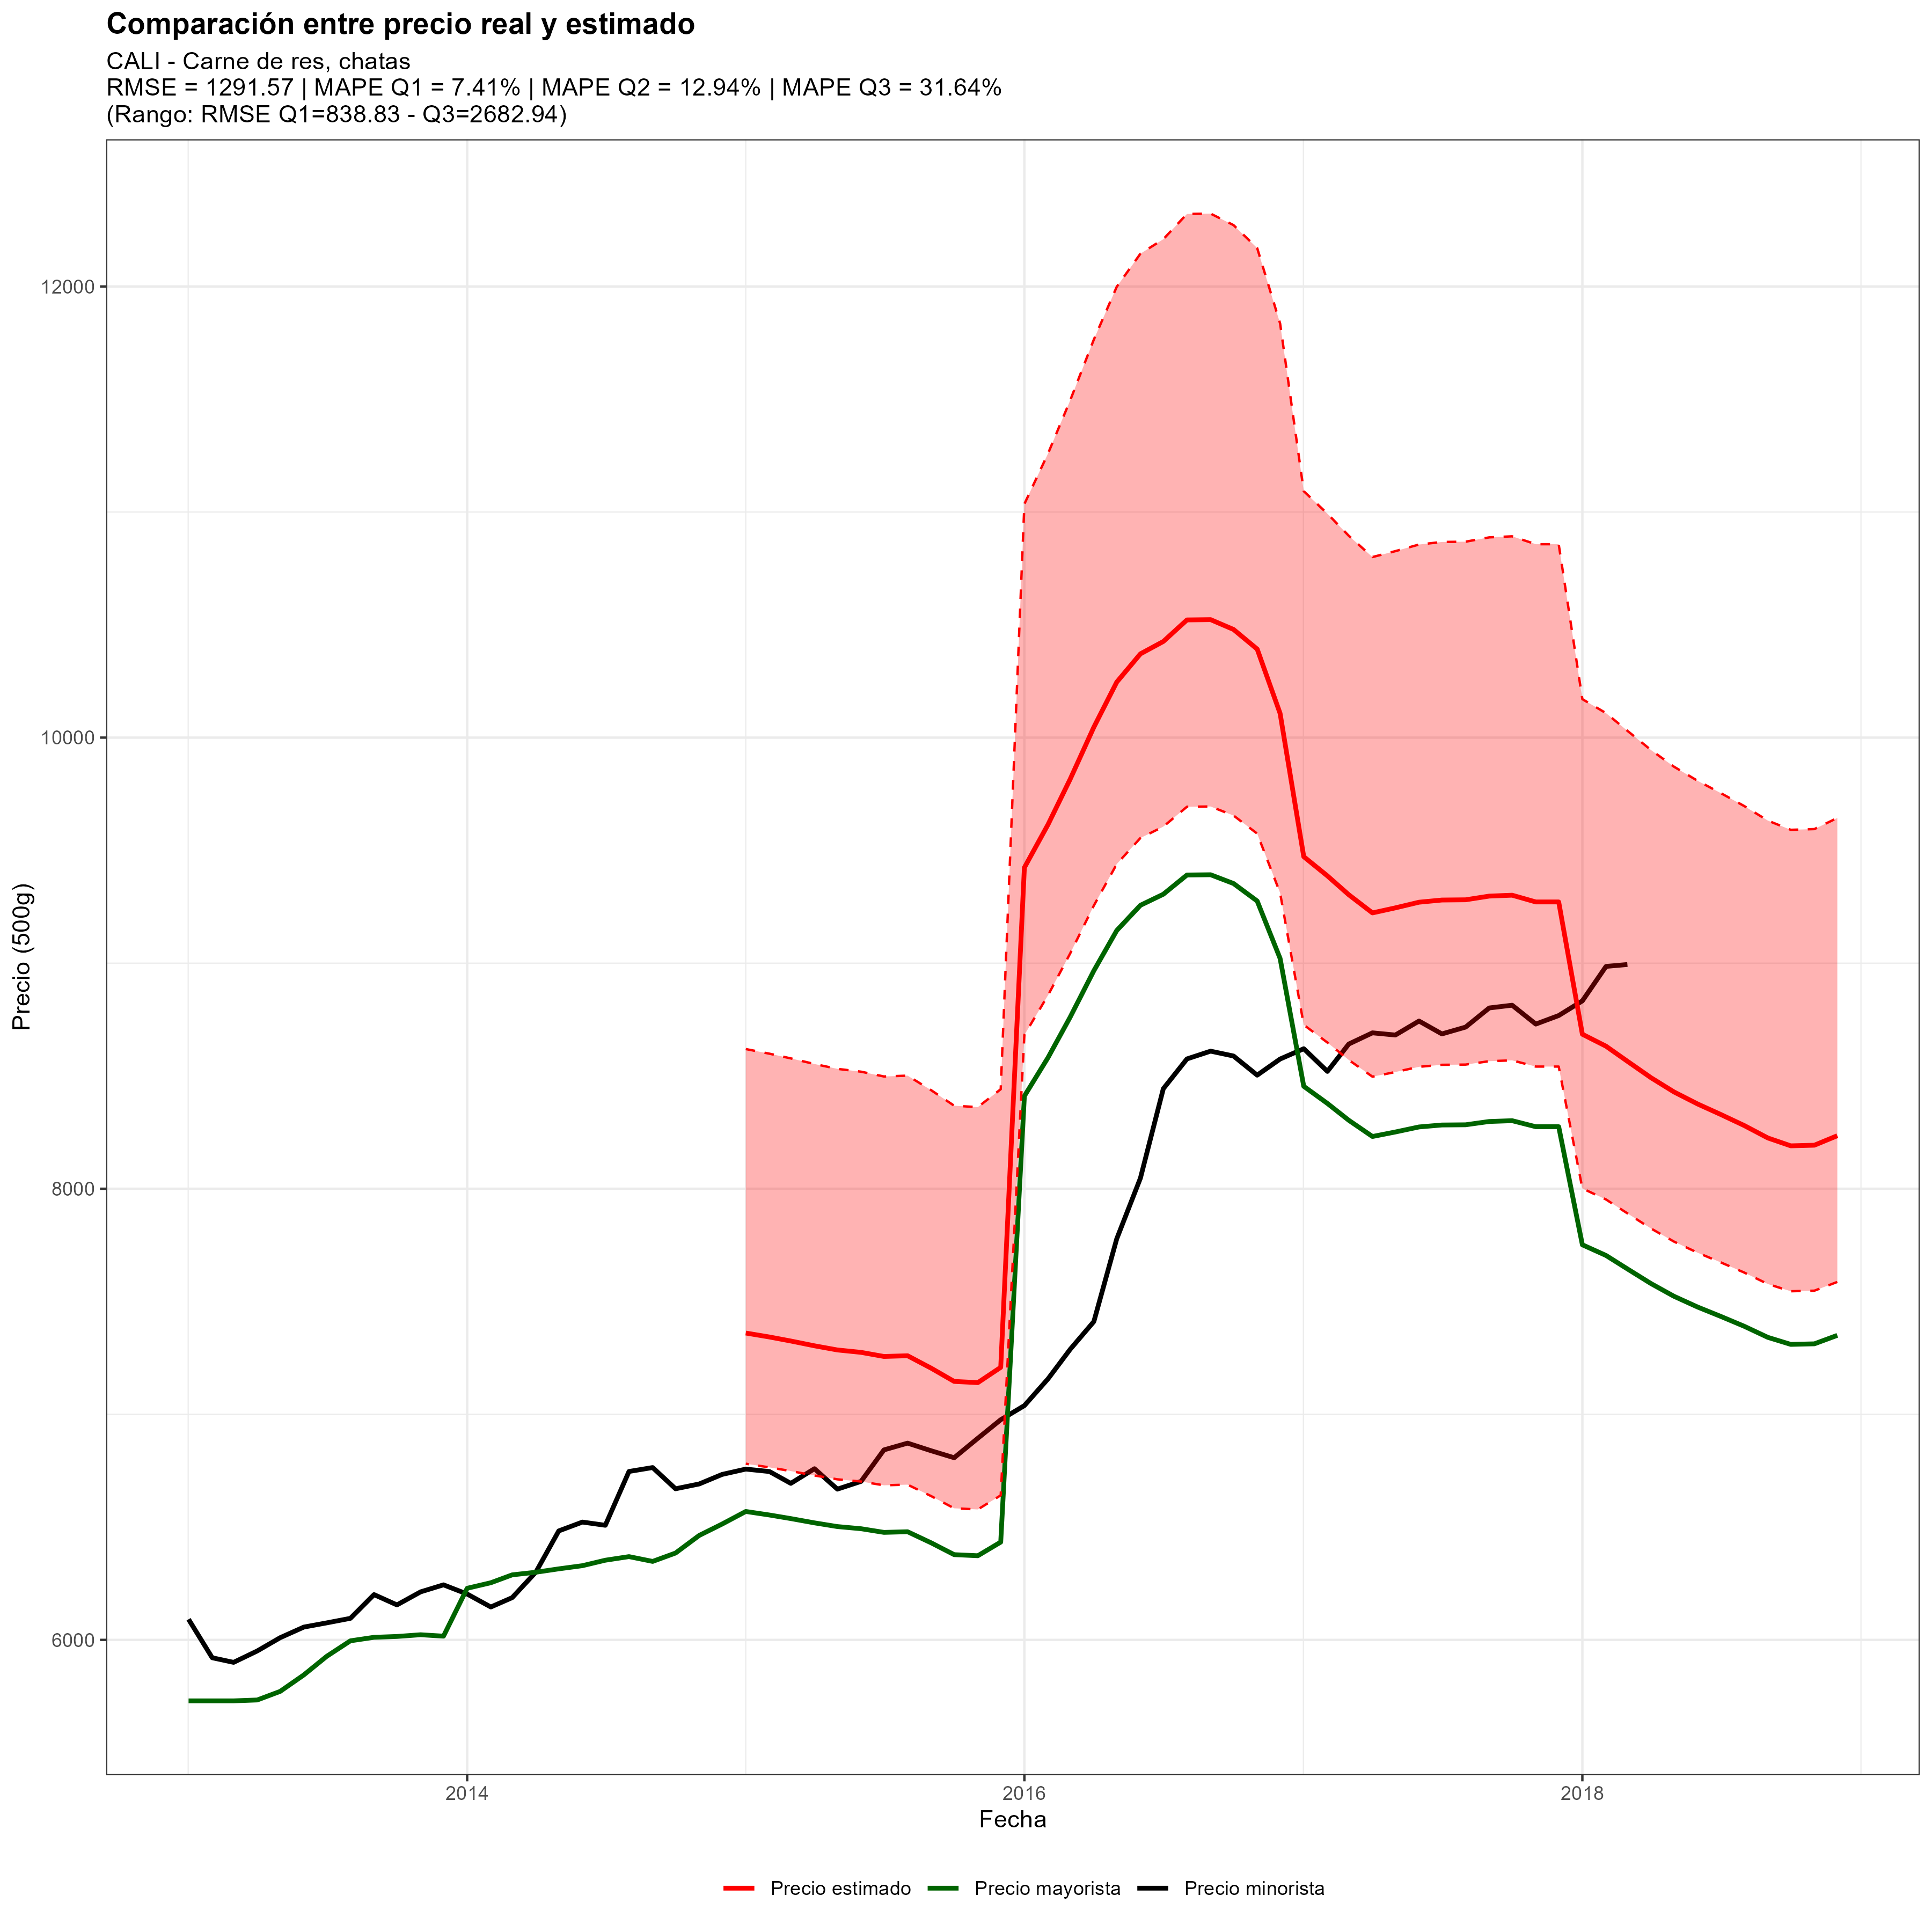 Comparación entre precio real y estimado
CALI - Carne de res, chatas
RMSE = 1291.57 | MAPE Q1 = 7.41% | MAPE Q2 = 12.94% | MAPE Q3 = 31.64%
(Rango: RMSE Q1=838.83 - Q3=2682.94)
12000
10000
8000
6000
Precio (500g)
2014 2016 2018
Fecha
Precio estimado Precio mayorista Precio minorista